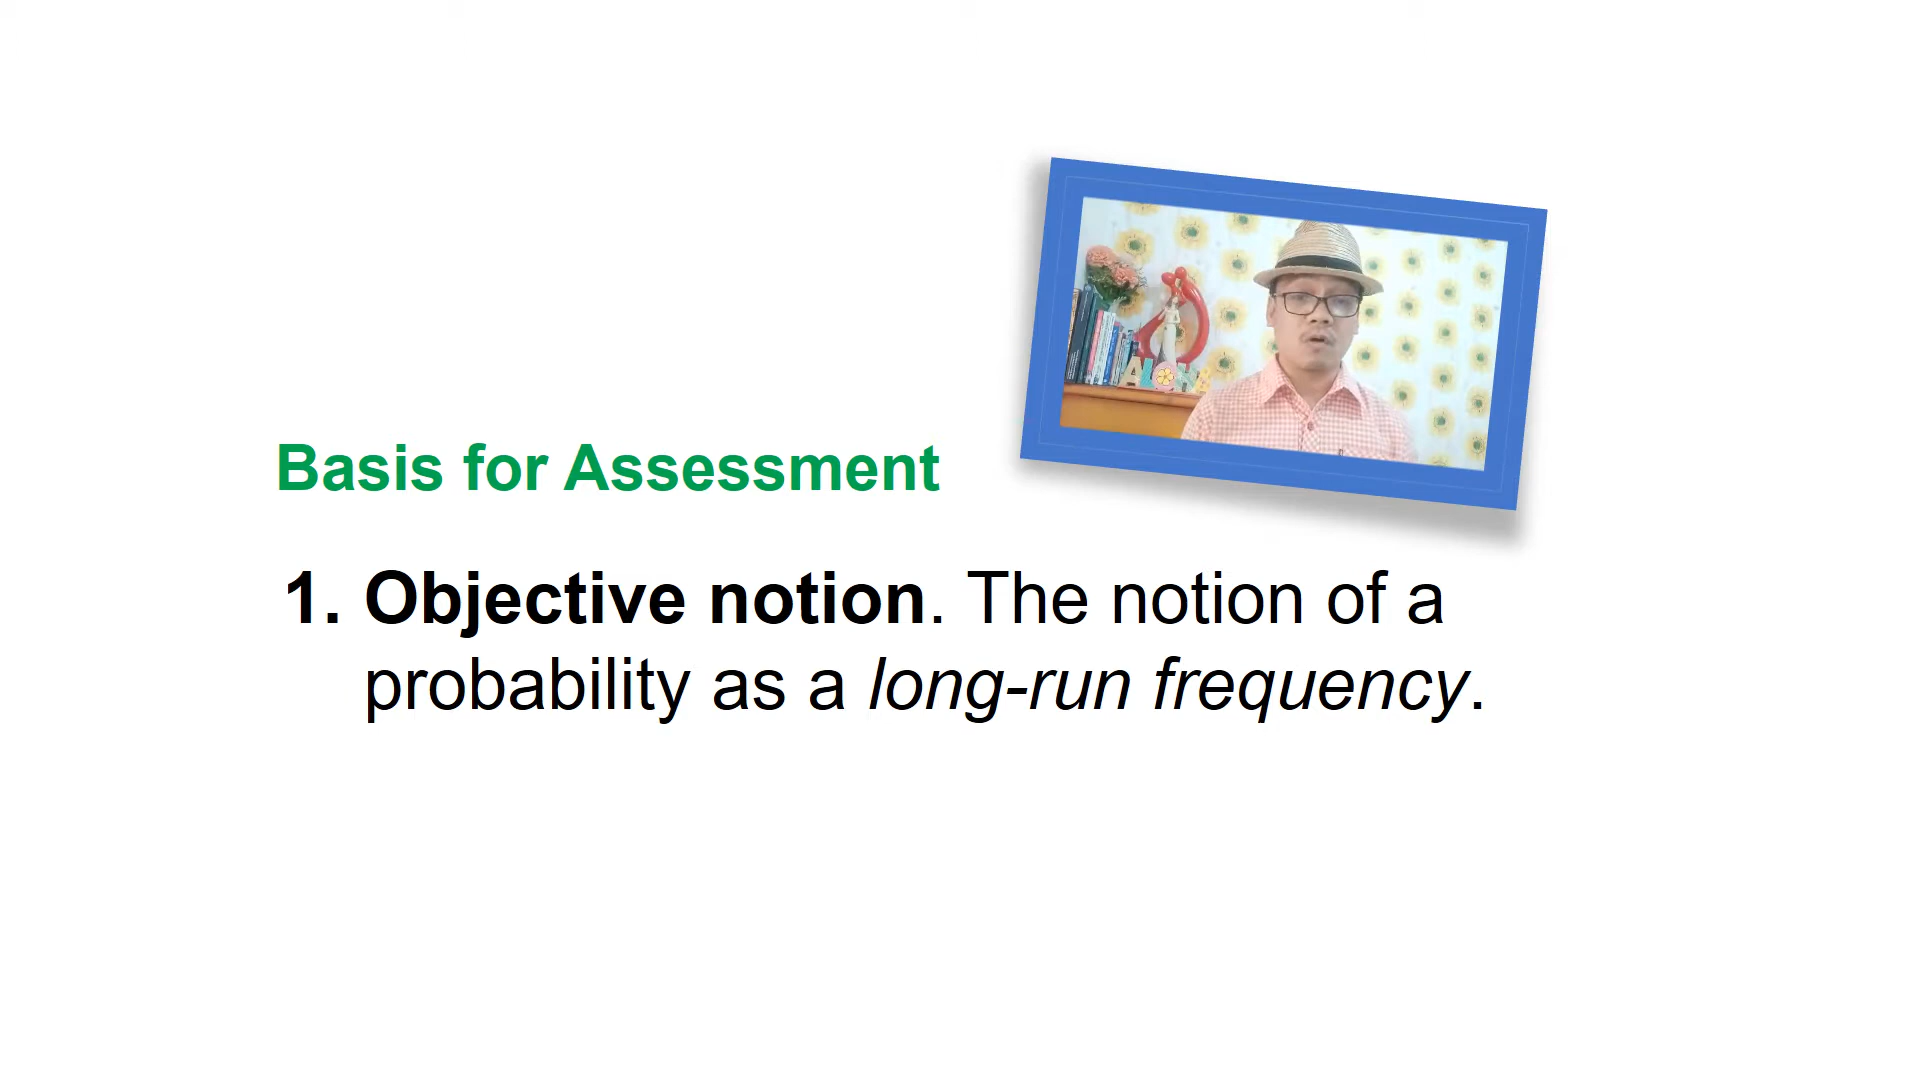 Basis for Assessment
1. Objective notion. The notion of a
probability as a long-run frequency.